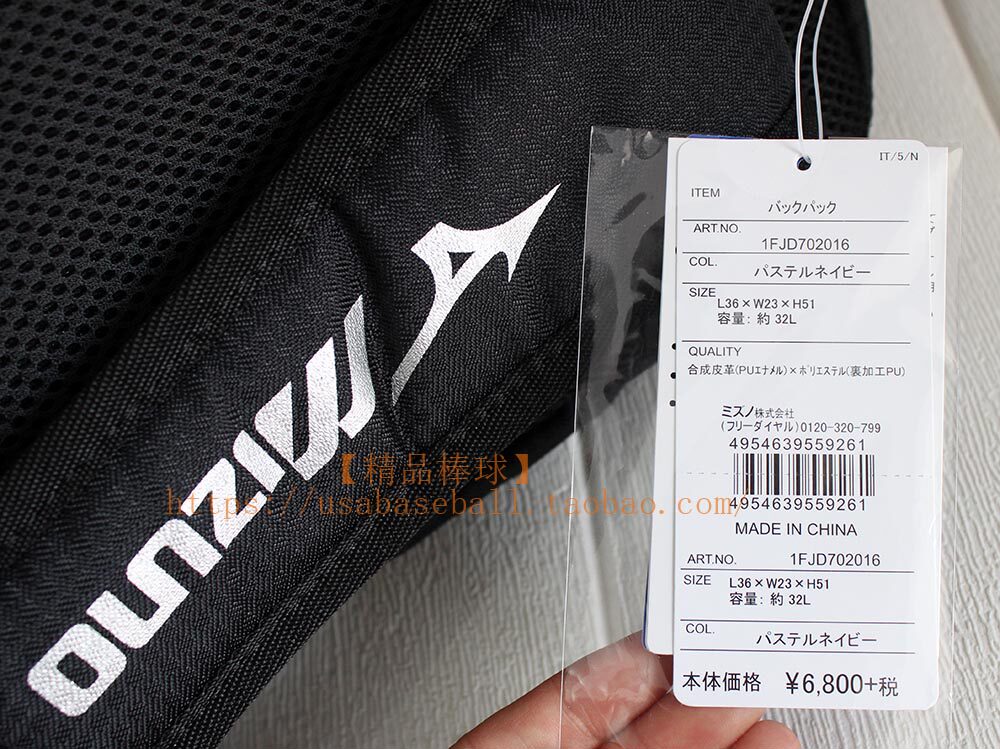 MIZUNO
IT/5/N
ITEM
バックパック
ART.NO.
1FJD702016
COL.
パステルネイビー
SIZE
L36×W23×H51
容量: 約 32L
QUALITY
合成皮革(PUエナメル)×ポリエステル(裏加工PU)
ミズノ株式会社
(フリーダイヤル)0120-320-799
4954639559261
4954639559261
MADE IN CHINA
ART.NO. 1FJD702016
SIZE L36×W23×H51
容量: 約 32L
COL.
パステルネイビー
本体価格 ¥6,800+税
【精品棒球】
https://usabaseball.taobao.com/